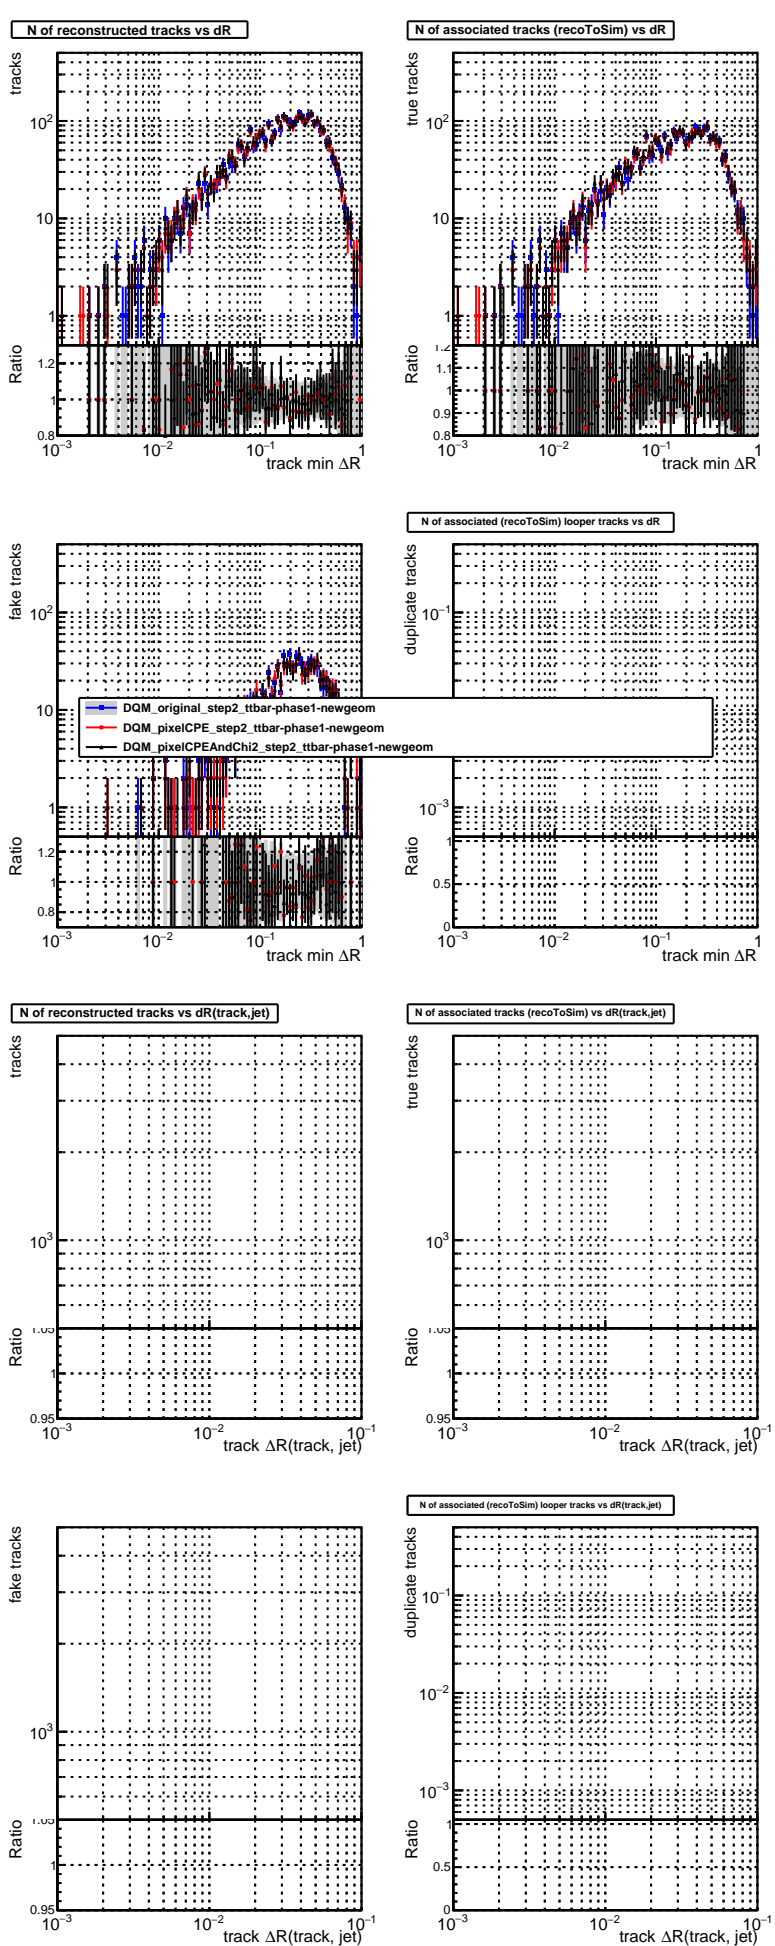 N of reconstructed tracks vs dR
tracks
10²
10
1
Ratio
1.2
1
0.8
10⁻³
10⁻²
10⁻¹
1
track min ΔR
N of associated tracks (recoToSim) vs dR
true tracks
10²
10
1
Ratio
1.2
1.1
1
0.9
0.8
10⁻³
10⁻²
10⁻¹
1
track min ΔR
fake tracks
10²
10
1
Ratio
1.2
1
0.8
10⁻³
10⁻²
10⁻¹
1
track min ΔR
N of associated (recoToSim) looper tracks vs dR
duplicate tracks
10⁻¹
10⁻³
Ratio
1
0.5
0
10⁻³
10⁻²
10⁻¹
1
track min ΔR
DQM_original_step2_ttbar-phase1-newgeom
DQM_pixelCPE_step2_ttbar-phase1-newgeom
DQM_pixelCPEAndChi2_step2_ttbar-phase1-newgeom
N of reconstructed tracks vs dR(track,jet)
tracks
10³
Ratio
1.05
1
0.95
10⁻³
10⁻²
10⁻¹
track ΔR(track, jet)
N of associated tracks (recoToSim) vs dR(track,jet)
true tracks
10³
Ratio
1.05
1
0.95
10⁻³
10⁻²
10⁻¹
track ΔR(track, jet)
fake tracks
10³
Ratio
1.05
1
0.95
10⁻³
10⁻²
10⁻¹
track ΔR(track, jet)
N of associated (recoToSim) looper tracks vs dR(track,jet)
duplicate tracks
10⁻¹
10⁻²
10⁻³
Ratio
1
0.5
0
10⁻³
10⁻²
10⁻¹
track ΔR(track, jet)